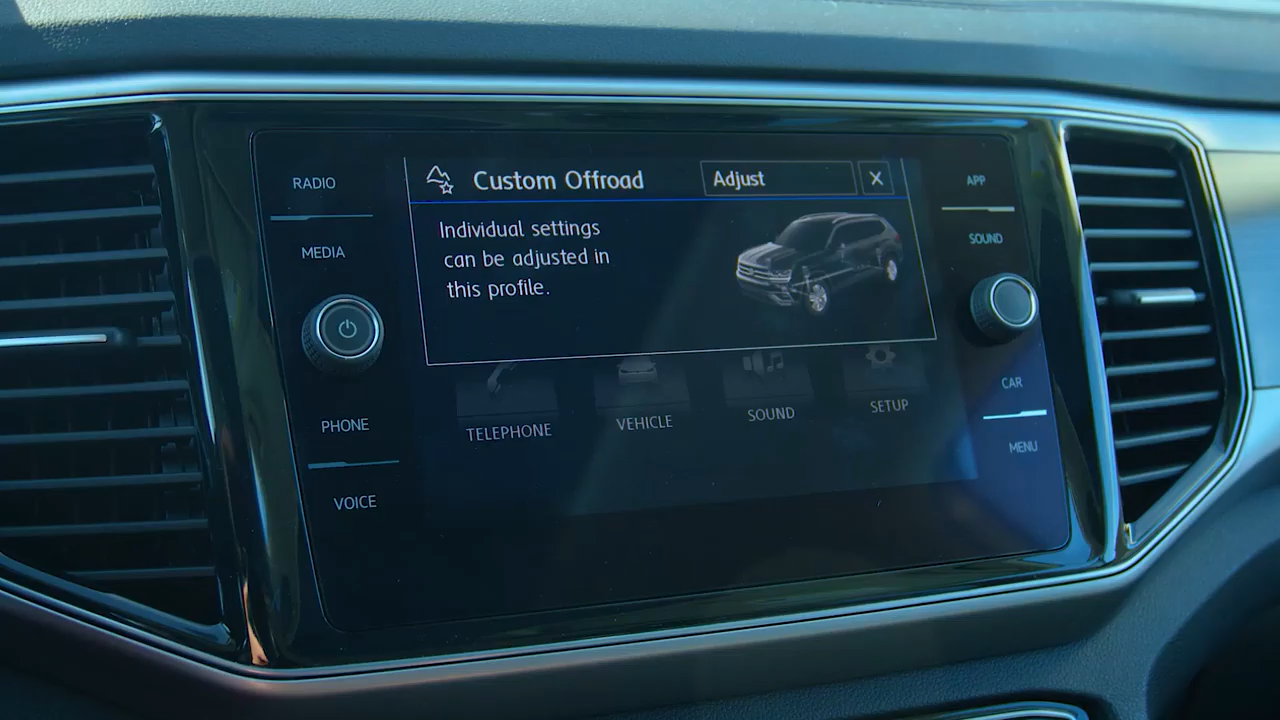 RADIO
MEDIA
PHONE
VOICE
Custom Offroad
Adjust
Individual settings
can be adjusted in
this profile.
TELEPHONE
VEHICLE
SOUND
SETUP
APP
SOUND
CAR
MENU